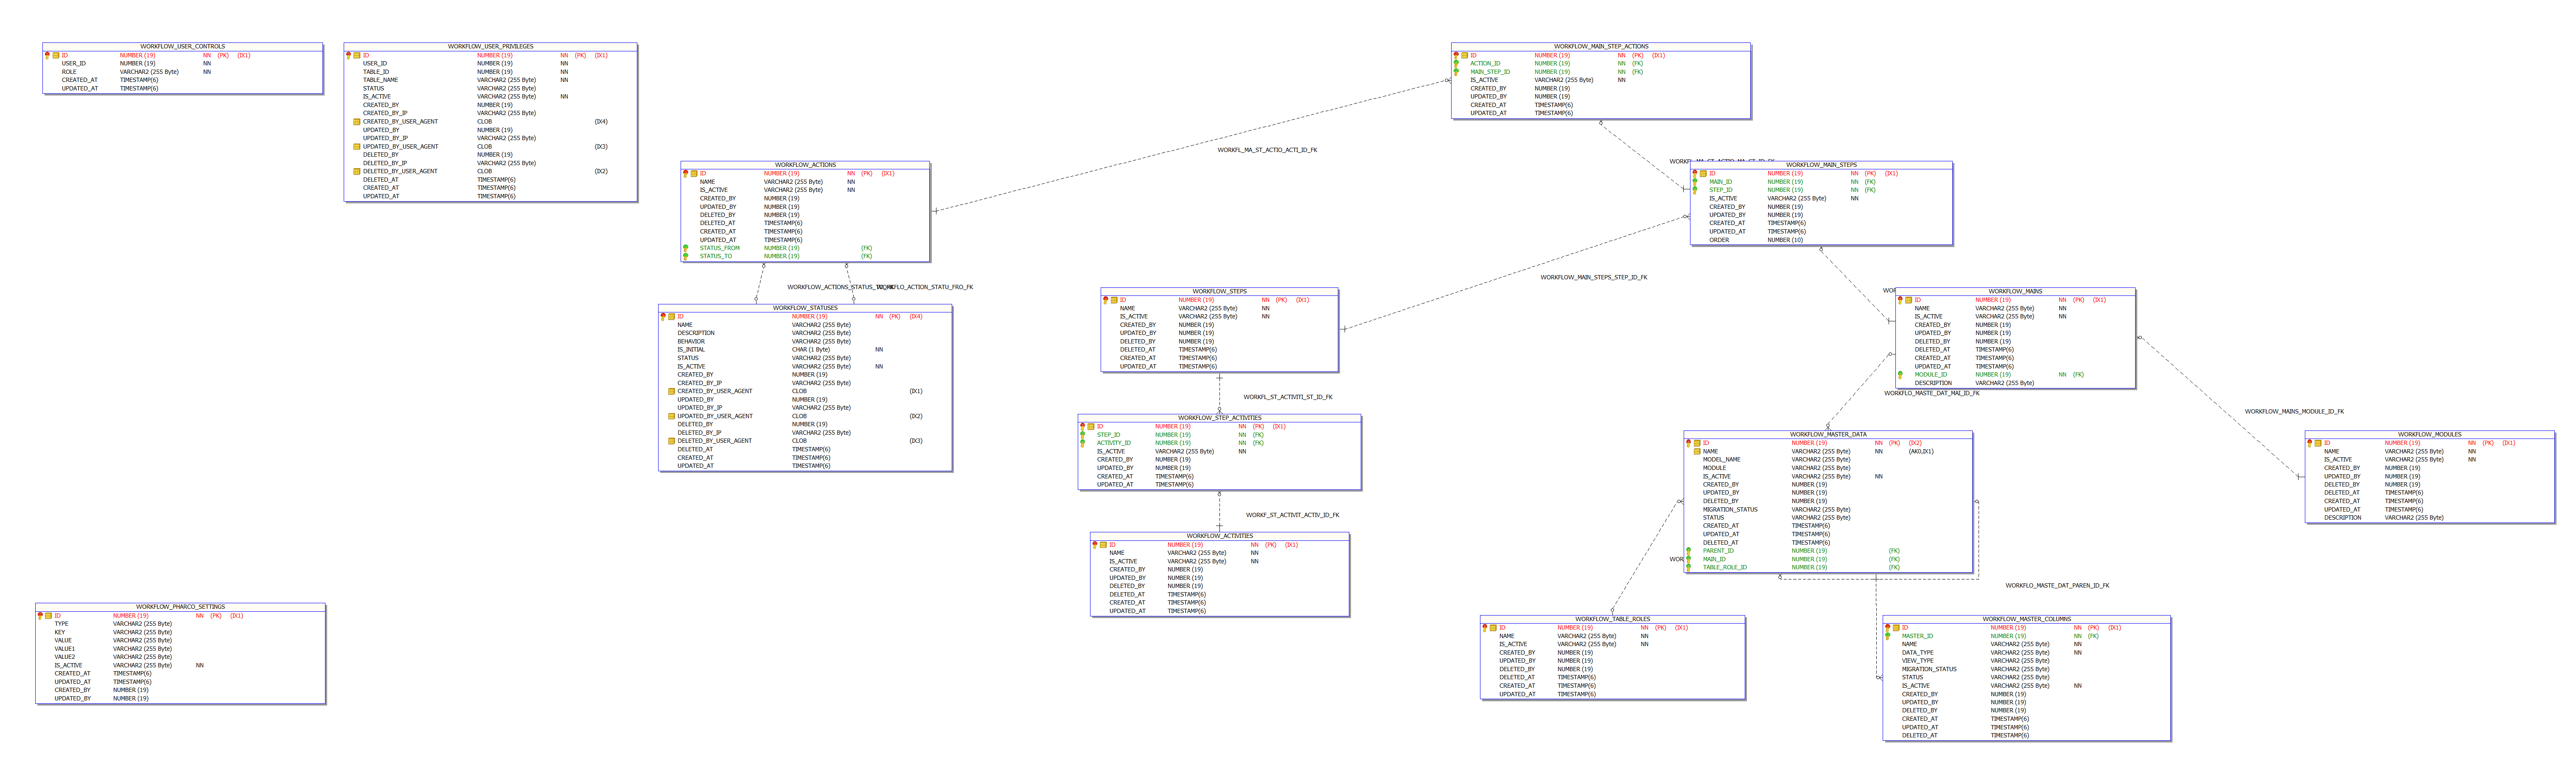 WORKFLOW_USER_CONTROLS
ID NUMBER (19) NN (PK) (IX1)
USER_ID NUMBER (19) NN
ROLE VARCHAR2 (255 Byte) NN
CREATED_AT TIMESTAMP(6)
UPDATED_AT TIMESTAMP(6)
WORKFLOW_USER_PRIVILEGES
ID NUMBER (19) NN (PK) (IX1)
USER_ID NUMBER (19) NN
TABLE_ID NUMBER (19) NN
TABLE_NAME VARCHAR2 (255 Byte) NN
STATUS VARCHAR2 (255 Byte)
IS_ACTIVE VARCHAR2 (255 Byte) NN
CREATED_BY NUMBER (19)
CREATED_BY_IP VARCHAR2 (255 Byte)
CREATED_BY_USER_AGENT CLOB (IX4)
UPDATED_BY NUMBER (19)
UPDATED_BY_IP VARCHAR2 (255 Byte)
UPDATED_BY_USER_AGENT CLOB (IX3)
DELETED_BY NUMBER (19)
DELETED_BY_IP VARCHAR2 (255 Byte)
DELETED_BY_USER_AGENT CLOB (IX2)
DELETED_AT TIMESTAMP(6)
CREATED_AT TIMESTAMP(6)
UPDATED_AT TIMESTAMP(6)
WORKFLOW_MAIN_STEP_ACTIONS
ID NUMBER (19) NN (PK) (IX1)
ACTION_ID NUMBER (19) NN (FK)
MAIN_STEP_ID NUMBER (19) NN (FK)
IS_ACTIVE VARCHAR2 (255 Byte) NN
CREATED_BY NUMBER (19)
UPDATED_BY NUMBER (19)
CREATED_AT TIMESTAMP(6)
UPDATED_AT TIMESTAMP(6)
WORKFL_MA_ST_ACTIO_ACTI_ID_FK
WORKFLOW_ACTIONS
ID NUMBER (19) NN (PK) (IX1)
NAME VARCHAR2 (255 Byte) NN
IS_ACTIVE VARCHAR2 (255 Byte) NN
CREATED_BY NUMBER (19)
UPDATED_BY NUMBER (19)
DELETED_BY NUMBER (19)
DELETED_AT TIMESTAMP(6)
CREATED_AT TIMESTAMP(6)
UPDATED_AT TIMESTAMP(6)
STATUS_FROM NUMBER (19) (FK)
STATUS_TO NUMBER (19) (FK)
WORKFLOW_MAIN_STEPS
ID NUMBER (19) NN (PK) (IX1)
MAIN_ID NUMBER (19) NN (FK)
STEP_ID NUMBER (19) NN (FK)
IS_ACTIVE VARCHAR2 (255 Byte) NN
CREATED_BY NUMBER (19)
UPDATED_BY NUMBER (19)
CREATED_AT TIMESTAMP(6)
UPDATED_AT TIMESTAMP(6)
ORDER NUMBER (10)
WORKFLOW_MAIN_STEPS_STEP_ID_FK
WORKFLOW_STATUSES
ID NUMBER (19) NN (PK) (IX4)
NAME VARCHAR2 (255 Byte)
DESCRIPTION VARCHAR2 (255 Byte)
BEHAVIOR VARCHAR2 (255 Byte)
IS_INITIAL CHAR (1 Byte) NN
STATUS VARCHAR2 (255 Byte)
IS_ACTIVE VARCHAR2 (255 Byte) NN
CREATED_BY NUMBER (19)
CREATED_BY_IP VARCHAR2 (255 Byte)
CREATED_BY_USER_AGENT CLOB (IX1)
UPDATED_BY NUMBER (19)
UPDATED_BY_IP VARCHAR2 (255 Byte)
UPDATED_BY_USER_AGENT CLOB (IX2)
DELETED_BY NUMBER (19)
DELETED_BY_IP VARCHAR2 (255 Byte)
DELETED_BY_USER_AGENT CLOB (IX3)
DELETED_AT TIMESTAMP(6)
CREATED_AT TIMESTAMP(6)
UPDATED_AT TIMESTAMP(6)
WORKFLOW_STEPS
ID NUMBER (19) NN (PK) (IX1)
NAME VARCHAR2 (255 Byte) NN
IS_ACTIVE VARCHAR2 (255 Byte) NN
CREATED_BY NUMBER (19)
UPDATED_BY NUMBER (19)
DELETED_BY NUMBER (19)
DELETED_AT TIMESTAMP(6)
CREATED_AT TIMESTAMP(6)
UPDATED_AT TIMESTAMP(6)
WORKFLOW_MAINS
ID NUMBER (19) NN (PK) (IX1)
NAME VARCHAR2 (255 Byte) NN
IS_ACTIVE VARCHAR2 (255 Byte) NN
CREATED_BY NUMBER (19)
UPDATED_BY NUMBER (19)
DELETED_BY NUMBER (19)
DELETED_AT TIMESTAMP(6)
CREATED_AT TIMESTAMP(6)
UPDATED_AT TIMESTAMP(6)
MODULE_ID NUMBER (19) NN (FK)
DESCRIPTION VARCHAR2 (255 Byte)
WORKFL_ST_ACTIVITI_ST_ID_FK
WORKFLO_MASTE_DAT_MAI_ID_FK
WORKFLOW_MAINS_MODULE_ID_FK
WORKFLOW_STEP_ACTIVITIES
ID NUMBER (19) NN (PK) (IX1)
STEP_ID NUMBER (19) NN (FK)
ACTIVITY_ID NUMBER (19) NN (FK)
IS_ACTIVE VARCHAR2 (255 Byte) NN
CREATED_BY NUMBER (19)
UPDATED_BY NUMBER (19)
CREATED_AT TIMESTAMP(6)
UPDATED_AT TIMESTAMP(6)
WORKFLOW_MASTER_DATA
ID NUMBER (19) NN (PK) (IX2)
NAME VARCHAR2 (255 Byte) NN (AK0,IX1)
MODEL_NAME VARCHAR2 (255 Byte)
MODULE VARCHAR2 (255 Byte)
IS_ACTIVE VARCHAR2 (255 Byte) NN
CREATED_BY NUMBER (19)
UPDATED_BY NUMBER (19)
DELETED_BY NUMBER (19)
MIGRATION_STATUS VARCHAR2 (255 Byte)
STATUS VARCHAR2 (255 Byte)
CREATED_AT TIMESTAMP(6)
UPDATED_AT TIMESTAMP(6)
DELETED_AT TIMESTAMP(6)
PARENT_ID NUMBER (19) (FK)
MAIN_ID NUMBER (19) (FK)
TABLE_ROLE_ID NUMBER (19) (FK)
WORKFLOW_MODULES
ID NUMBER (19) NN (PK) (IX1)
NAME VARCHAR2 (255 Byte) NN
IS_ACTIVE VARCHAR2 (255 Byte) NN
CREATED_BY NUMBER (19)
UPDATED_BY NUMBER (19)
DELETED_BY NUMBER (19)
DELETED_AT TIMESTAMP(6)
CREATED_AT TIMESTAMP(6)
UPDATED_AT TIMESTAMP(6)
DESCRIPTION VARCHAR2 (255 Byte)
WORKF_ST_ACTIVIT_ACTIV_ID_FK
WORKFLOW_ACTIVITIES
ID NUMBER (19) NN (PK) (IX1)
NAME VARCHAR2 (255 Byte) NN
IS_ACTIVE VARCHAR2 (255 Byte) NN
CREATED_BY NUMBER (19)
UPDATED_BY NUMBER (19)
DELETED_BY NUMBER (19)
DELETED_AT TIMESTAMP(6)
CREATED_AT TIMESTAMP(6)
UPDATED_AT TIMESTAMP(6)
WORKFLO_MASTE_DAT_PAREN_ID_FK
WORKFLOW_PHARCO_SETTINGS
ID NUMBER (19) NN (PK) (IX1)
TYPE VARCHAR2 (255 Byte)
KEY VARCHAR2 (255 Byte)
VALUE VARCHAR2 (255 Byte)
VALUE1 VARCHAR2 (255 Byte)
VALUE2 VARCHAR2 (255 Byte)
IS_ACTIVE VARCHAR2 (255 Byte) NN
CREATED_AT TIMESTAMP(6)
UPDATED_AT TIMESTAMP(6)
CREATED_BY NUMBER (19)
UPDATED_BY NUMBER (19)
WORKFLOW_TABLE_ROLES
ID NUMBER (19) NN (PK) (IX1)
NAME VARCHAR2 (255 Byte) NN
IS_ACTIVE VARCHAR2 (255 Byte) NN
CREATED_BY NUMBER (19)
UPDATED_BY NUMBER (19)
DELETED_BY NUMBER (19)
DELETED_AT TIMESTAMP(6)
CREATED_AT TIMESTAMP(6)
UPDATED_AT TIMESTAMP(6)
WORKFLOW_MASTER_COLUMNS
ID NUMBER (19) NN (PK) (IX1)
MASTER_ID NUMBER (19) NN (FK)
NAME VARCHAR2 (255 Byte) NN
DATA_TYPE VARCHAR2 (255 Byte) NN
VIEW_TYPE VARCHAR2 (255 Byte)
MIGRATION_STATUS VARCHAR2 (255 Byte)
STATUS VARCHAR2 (255 Byte)
IS_ACTIVE VARCHAR2 (255 Byte) NN
CREATED_BY NUMBER (19)
UPDATED_BY NUMBER (19)
DELETED_BY NUMBER (19)
CREATED_AT TIMESTAMP(6)
UPDATED_AT TIMESTAMP(6)
DELETED_AT TIMESTAMP(6)